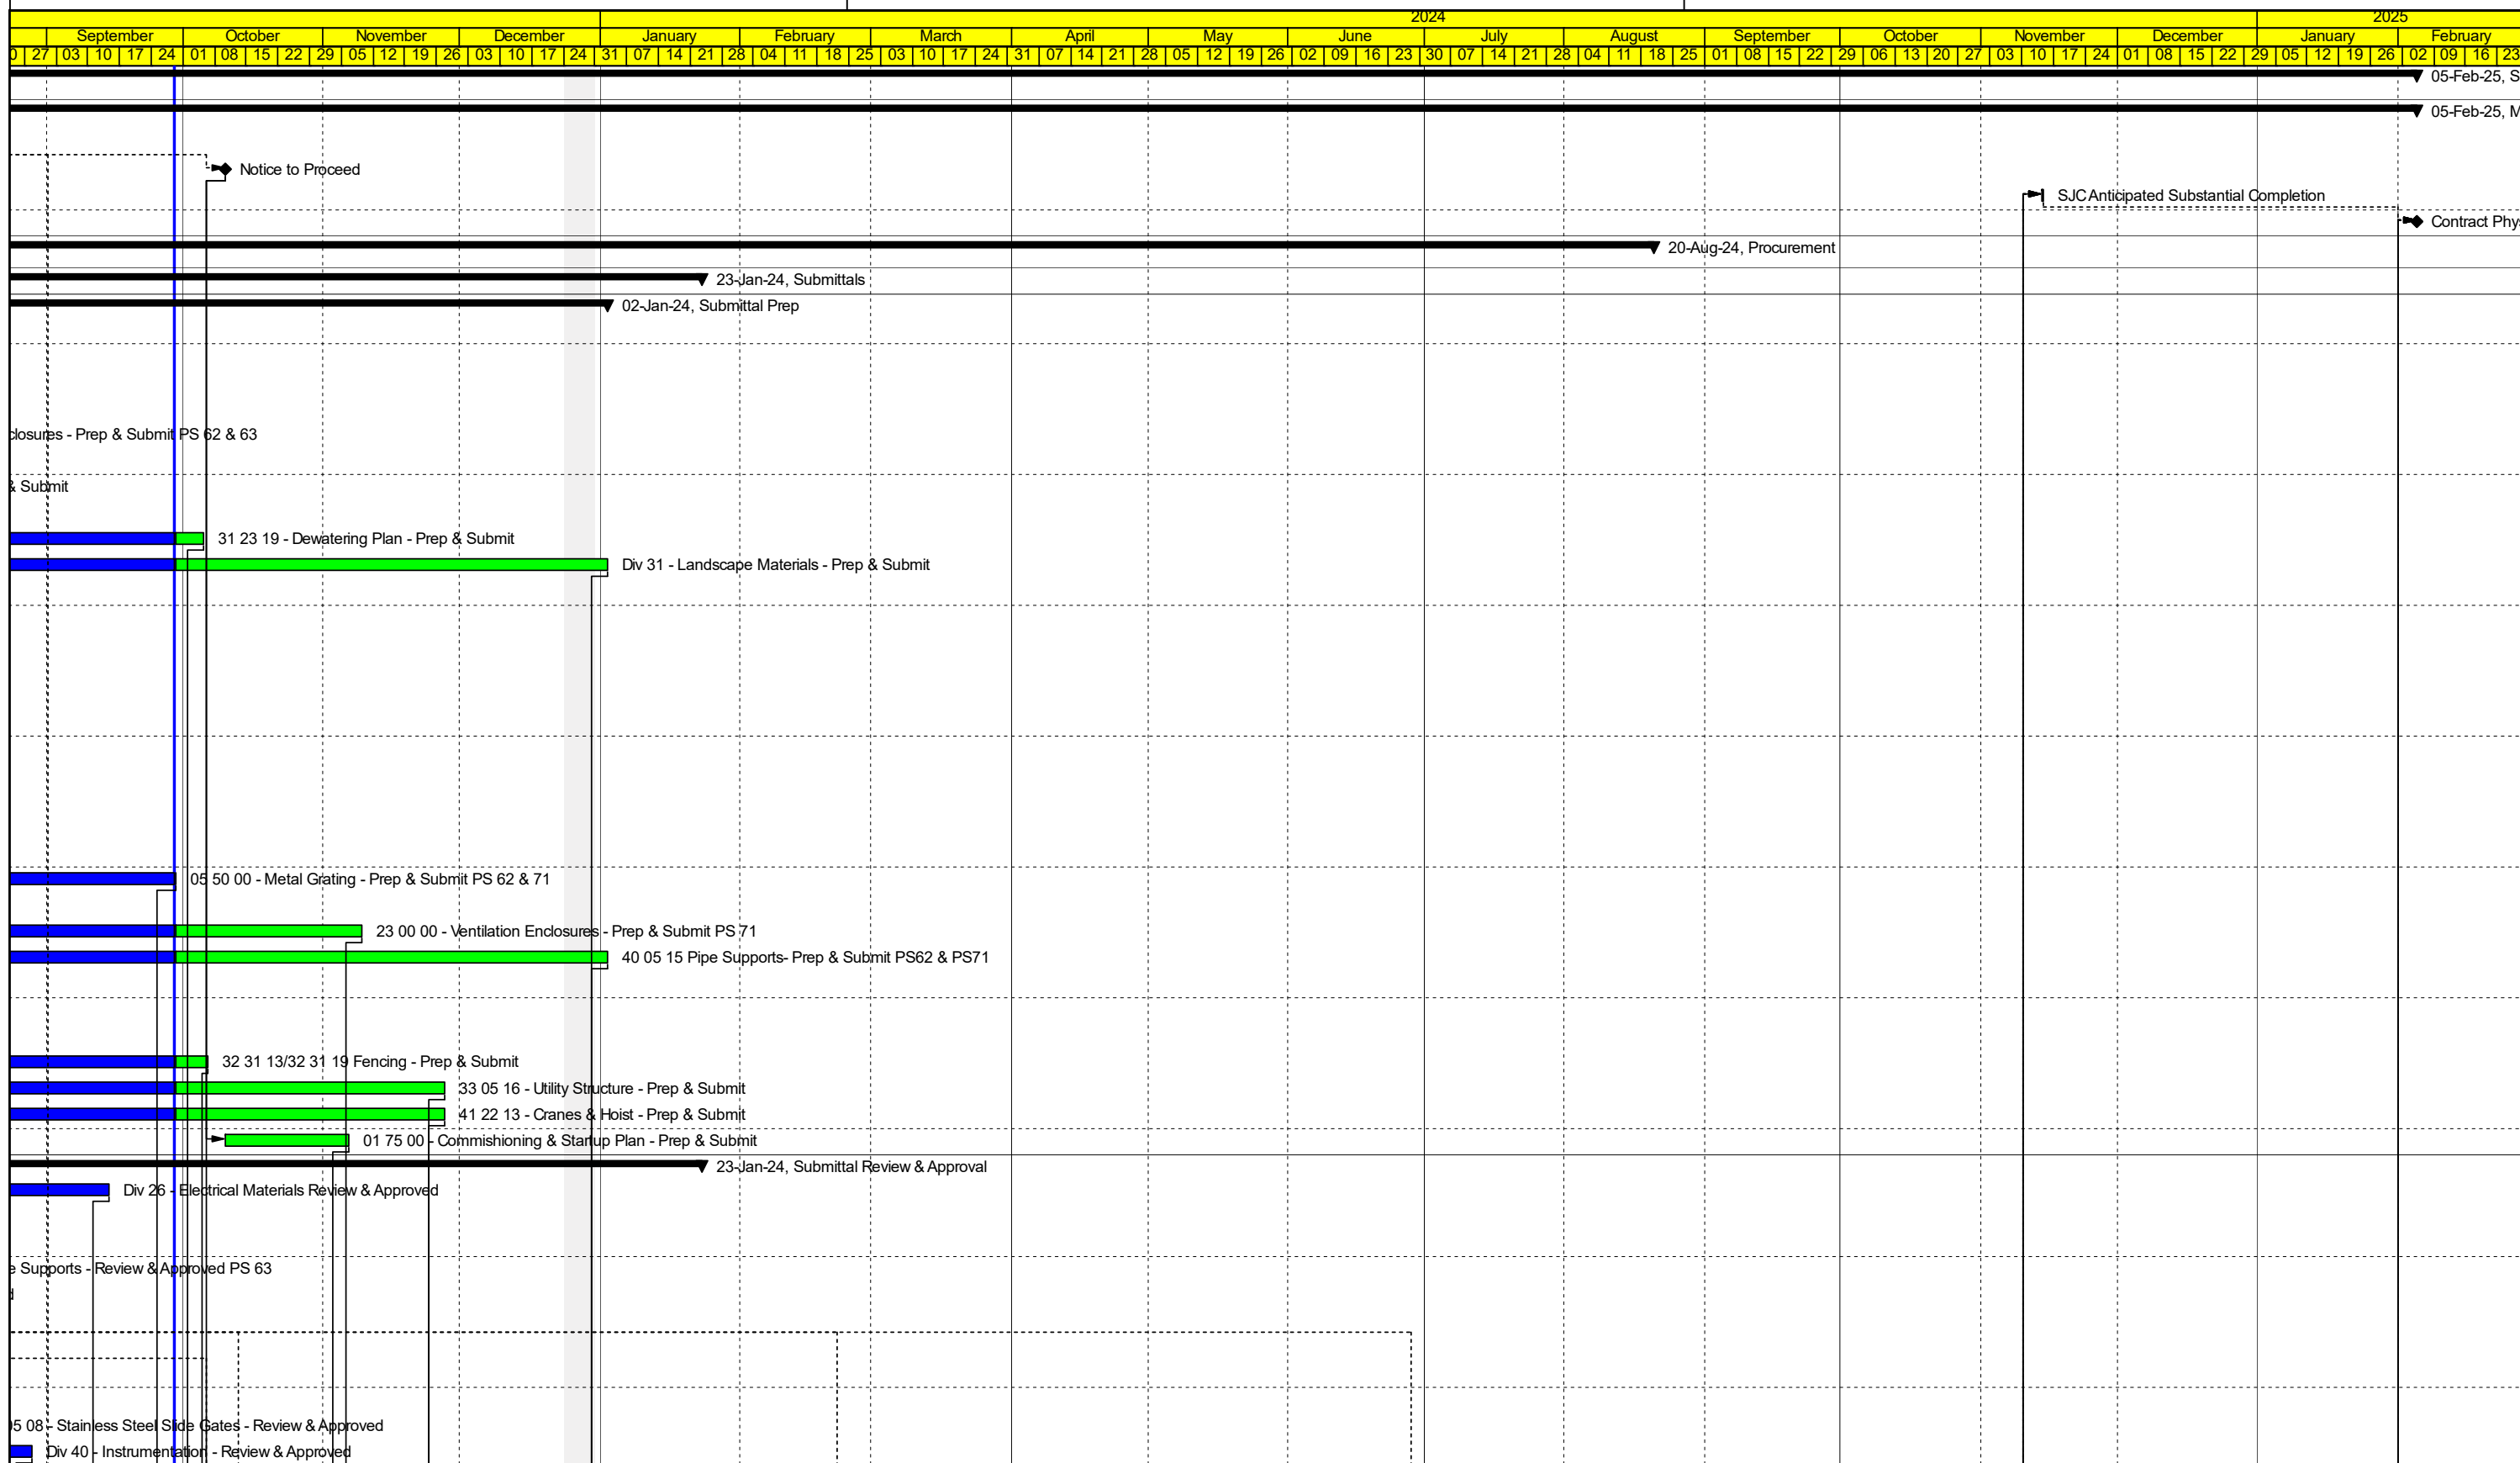 2024 2025
September October November December January February March April May June July August September October November December January February
0 27 03 10 17 24 01 08 15 22 29 05 12 19 26 03 10 17 24 31 07 14 21 28 04 11 18 25 03 10 17 24 31 07 14 21 28 05 12 19 26 02 09 16 23 30 07 14 21 28 04 11 18 25 01 08 15 22 29 06 13 20 27 03 10 17 24 01 08 15 22 29 05 12 19 26 02 09 16 23
05-Feb-25, S
05-Feb-25, M
Notice to Proceed
SJC Anticipated Substantial Completion
Contract Phy
20-Aug-24, Procurement
23-Jan-24, Submittals
02-Jan-24, Submittal Prep
closures - Prep & Submit PS 62 & 63
& Submit
31 23 19 - Dewatering Plan - Prep & Submit
Div 31 - Landscape Materials - Prep & Submit
05 50 00 - Metal Grating - Prep & Submit PS 62 & 71
23 00 00 - Ventilation Enclosures - Prep & Submit PS 71
40 05 15 Pipe Supports- Prep & Submit PS62 & PS71
32 31 13/32 31 19 Fencing - Prep & Submit
33 05 16 - Utility Structure - Prep & Submit
41 22 13 - Cranes & Hoist - Prep & Submit
01 75 00 - Commishioning & Startup Plan - Prep & Submit
23-Jan-24, Submittal Review & Approval
Div 26 - Electrical Materials Review & Approved
e Supports - Review & Approved PS 63
d
05 08 - Stainless Steel Slide Gates - Review & Approved
Div 40 - Instrumentation - Review & Approved